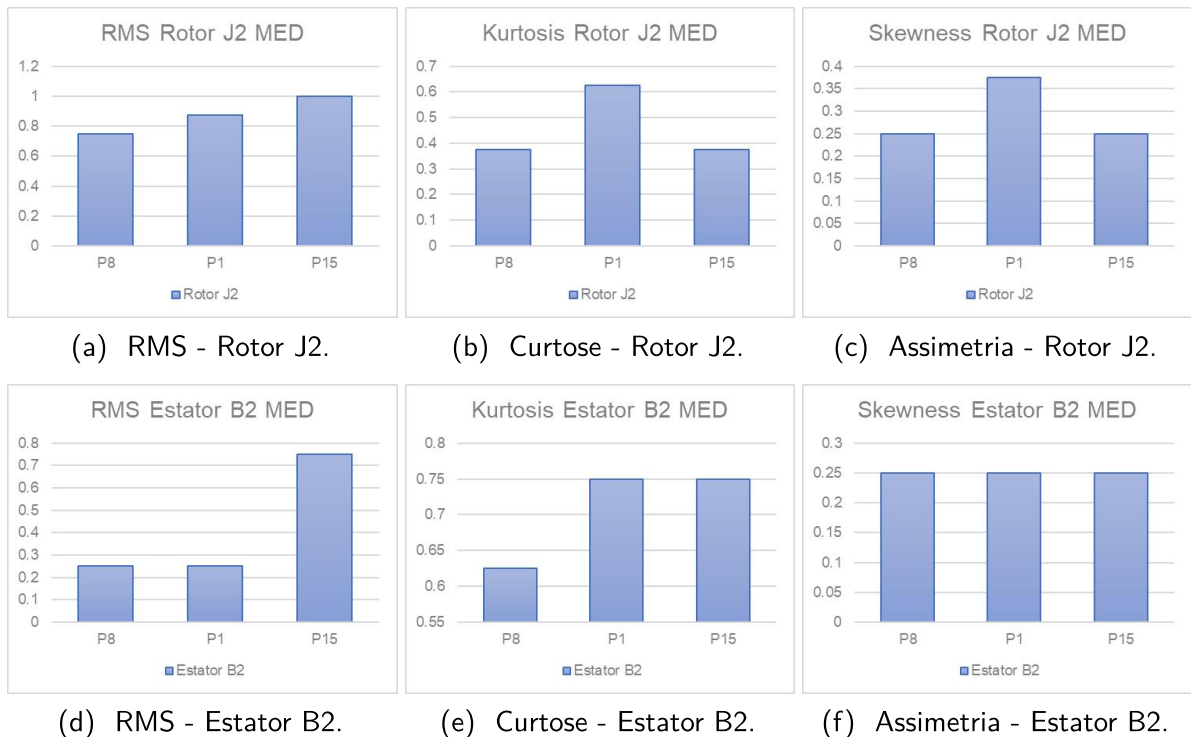 RMS Rotor J2 MED
1.2
1
0.8
0.6
0.4
0.2
0
P8 P1 P15
Rotor J2
(a) RMS - Rotor J2.
Kurtosis Rotor J2 MED
0.7
0.6
0.5
0.4
0.3
0.2
0.1
0
P8 P1 P15
Rotor J2
(b) Curtose - Rotor J2.
Skewness Rotor J2 MED
0.4
0.35
0.3
0.25
0.2
0.15
0.1
0.05
0
P8 P1 P15
Rotor J2
(c) Assimetria - Rotor J2.
RMS Estator B2 MED
0.8
0.7
0.6
0.5
0.4
0.3
0.2
0.1
0
P8 P1 P15
Estator B2
(d) RMS - Estator B2.
Kurtosis Estator B2 MED
0.8
0.75
0.7
0.65
0.6
0.55
P8 P1 P15
Estator B2
(e) Curtose - Estator B2.
Skewness Estator B2 MED
0.3
0.25
0.2
0.15
0.1
0.05
0
P8 P1 P15
Estator B2
(f) Assimetria - Estator B2.